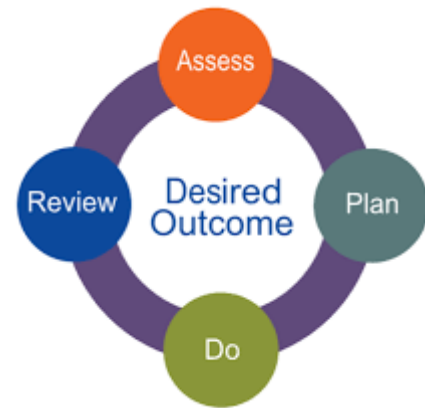 Assess
Review
Desired
Outcome
Plan
Do